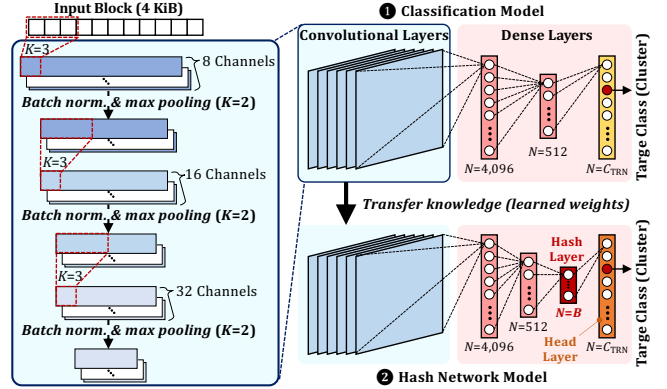 Input Block (4 KiB)
K=3
8 Channels
Batch norm. & max pooling (K=2)
K=3
16 Channels
Batch norm. & max pooling (K=2)
K=3
32 Channels
Batch norm. & max pooling (K=2)
❶ Classification Model
Convolutional Layers
Dense Layers
N=4,096
N=512
N=C_TRN
Targe Class (Cluster)
Transfer knowledge (learned weights)
Hash
Layer
N=4,096
N=512
N=B
Head
Layer
N=C_TRN
Targe Class (Cluster)
❷ Hash Network Model